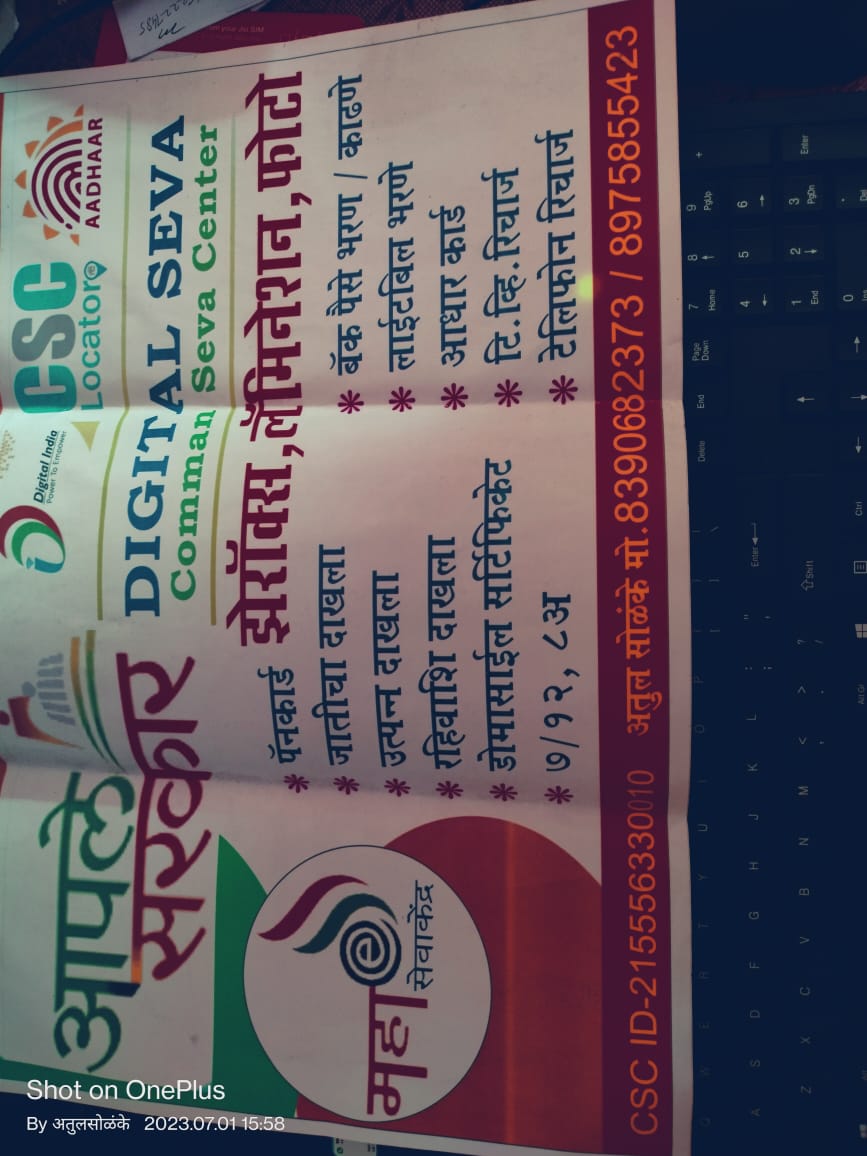 आपले
सरकार
Digital India
Power To Empower
CSC
Locator
AADHAAR
DIGITAL SEVA
Comman Seva Center
झेरॉक्स,लॅमिनेशन,फोटो
* पॅनकार्ड
* जातीचा दाखला
* उत्पन्न दाखला
* रहिवाशि दाखला
* डोमासाईल सर्टिफिकेट
* ७/१२, ८अ
* बॅक पैसे भरण / काढणे
* लाईटबिल भरणे
* आधार कार्ड
* टि.व्हि.रिचार्ज
* टेलिफोन रिचार्ज
महा
e
सेवाकेंद्र
CSC ID-215556330010 अतुल सोळंके मो.8390682373 / 8975855423
Shot on OnePlus
By अतुलसोळंके 2023.07.01 15:58